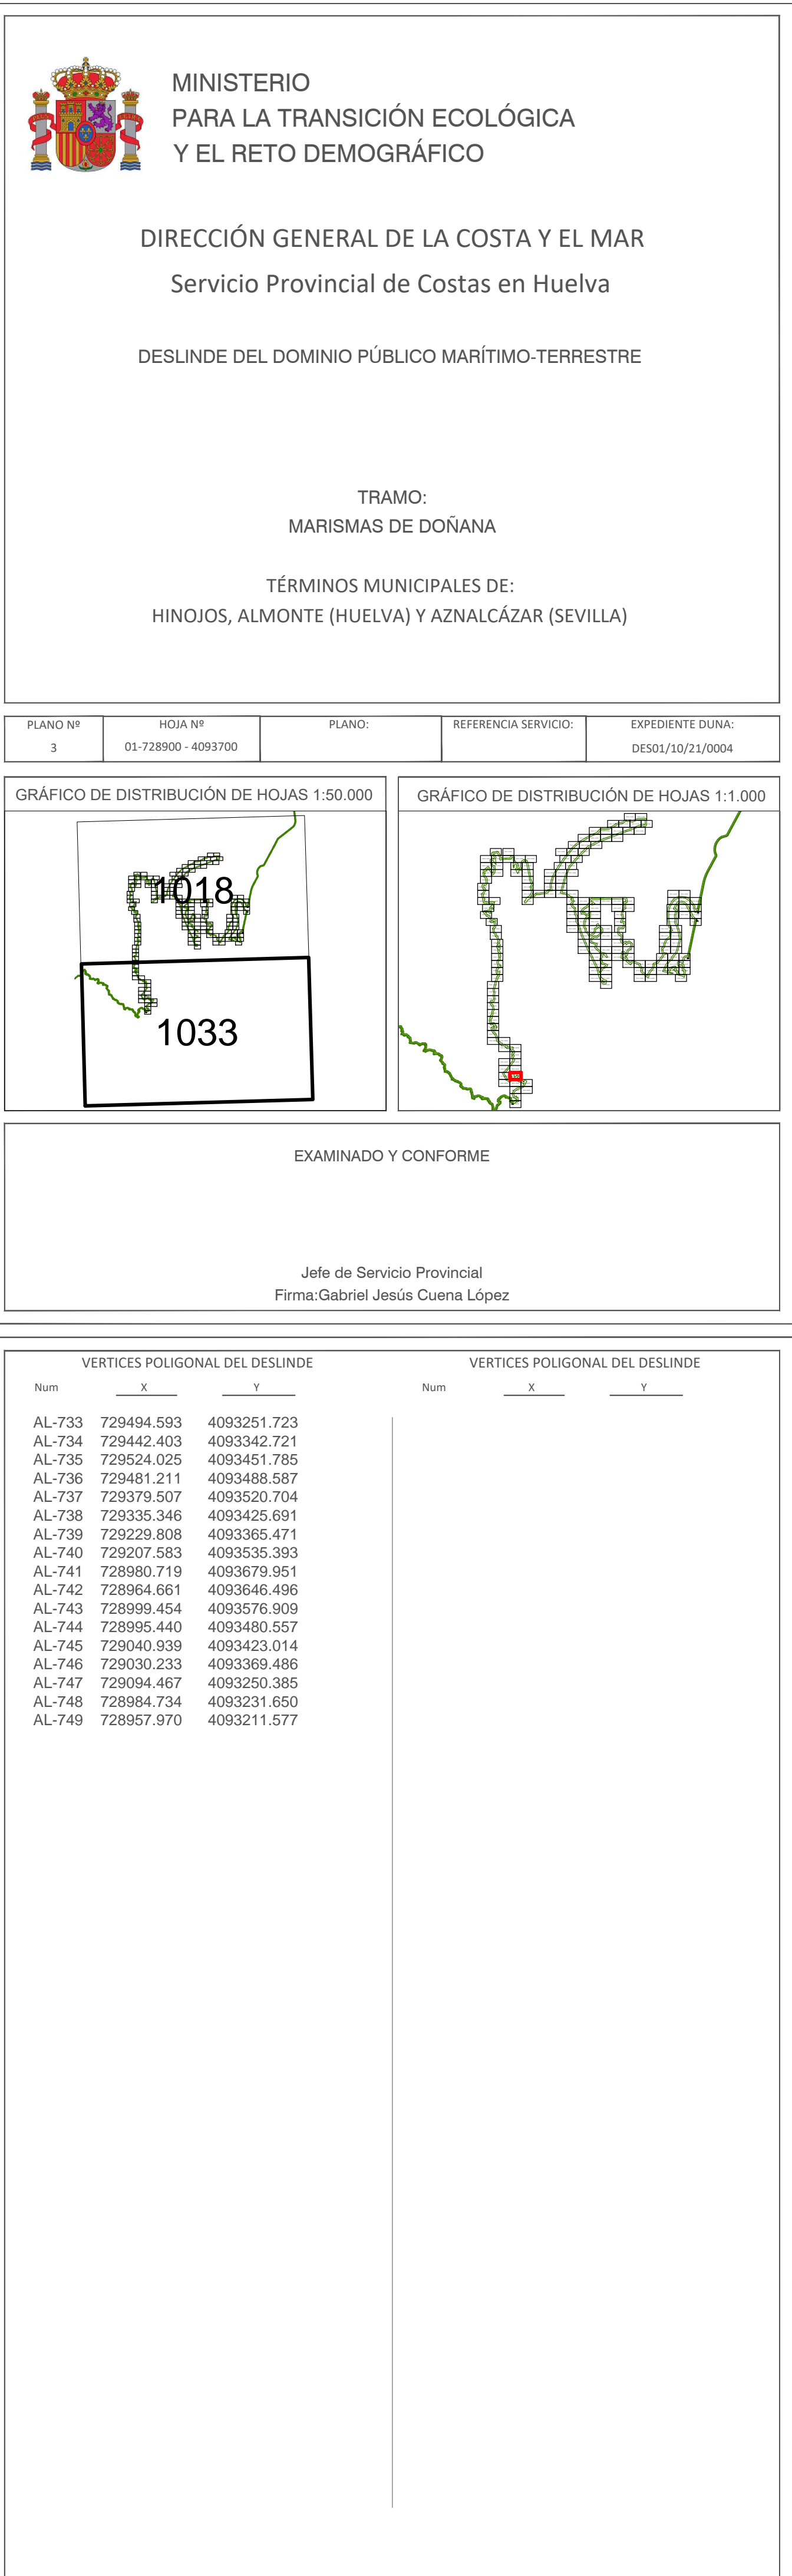 MINISTERIO
PARA LA TRANSICIÓN ECOLÓGICA
Y EL RETO DEMOGRÁFICO
DIRECCIÓN GENERAL DE LA COSTA Y EL MAR
Servicio Provincial de Costas en Huelva
DESLINDE DEL DOMINIO PÚBLICO MARÍTIMO-TERRESTRE
TRAMO:
MARISMAS DE DOÑANA
TÉRMINOS MUNICIPALES DE:
HINOJOS, ALMONTE (HUELVA) Y AZNALCÁZAR (SEVILLA)
PLANO Nº HOJA Nº PLANO: REFERENCIA SERVICIO: EXPEDIENTE DUNA:
3 01-728900 - 4093700 DES01/10/21/0004
GRÁFICO DE DISTRIBUCIÓN DE HOJAS 1:50.000
1018
1033
GRÁFICO DE DISTRIBUCIÓN DE HOJAS 1:1.000
EXAMINADO Y CONFORME
Jefe de Servicio Provincial
Firma:Gabriel Jesús Cuena López
VERTICES POLIGONAL DEL DESLINDE VERTICES POLIGONAL DEL DESLINDE
Num X Y Num X Y
AL-733 729494.593 4093251.723
AL-734 729442.403 4093342.721
AL-735 729524.025 4093451.785
AL-736 729481.211 4093488.587
AL-737 729379.507 4093520.704
AL-738 729335.346 4093425.691
AL-739 729229.808 4093365.471
AL-740 729207.583 4093535.393
AL-741 728980.719 4093679.951
AL-742 728964.661 4093646.496
AL-743 728999.454 4093576.909
AL-744 728995.440 4093480.557
AL-745 729040.939 4093423.014
AL-746 729030.233 4093369.486
AL-747 729094.467 4093250.385
AL-748 728984.734 4093231.650
AL-749 728957.970 4093211.577